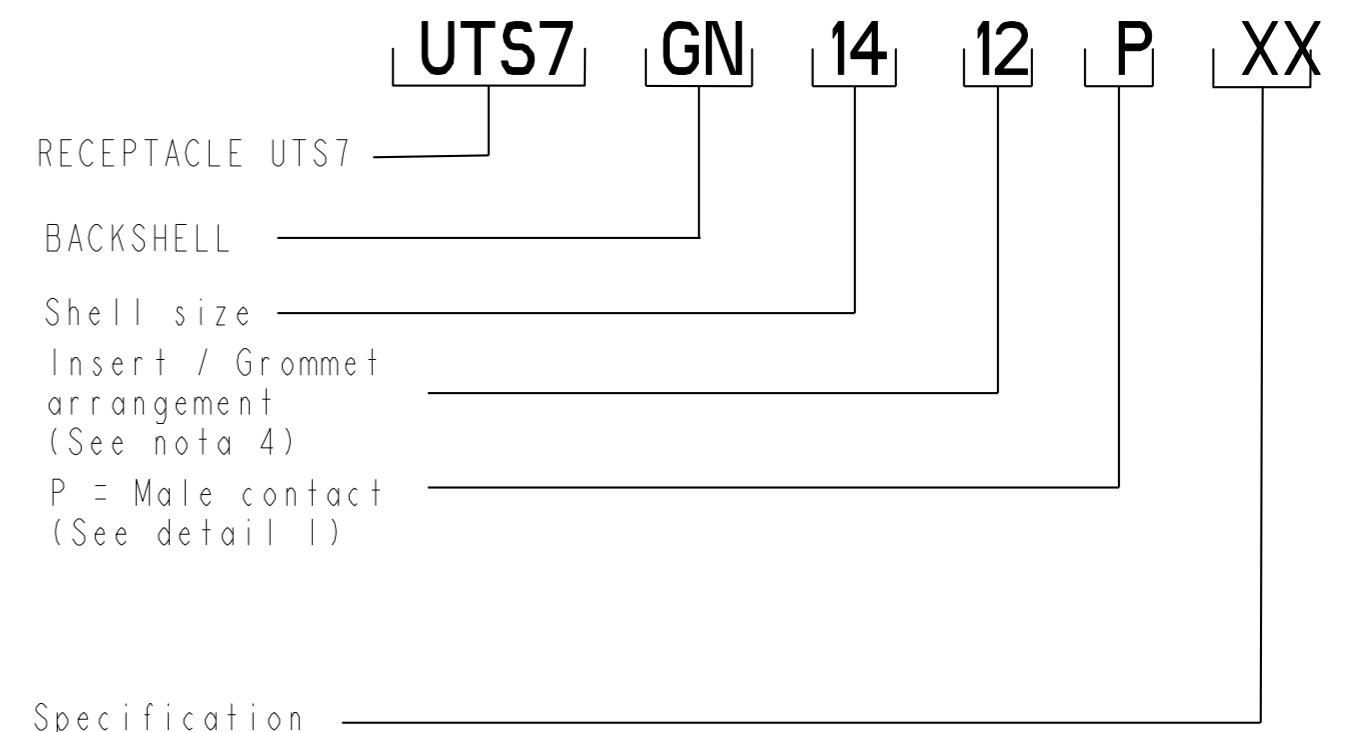 UTS7 GN 14 12 P XX
RECEPTACLE UTS7
BACKSHELL
Shell size
Insert / Grommet
arrangement
(See nota 4)
P = Male contact
(See detail 1)
Specification